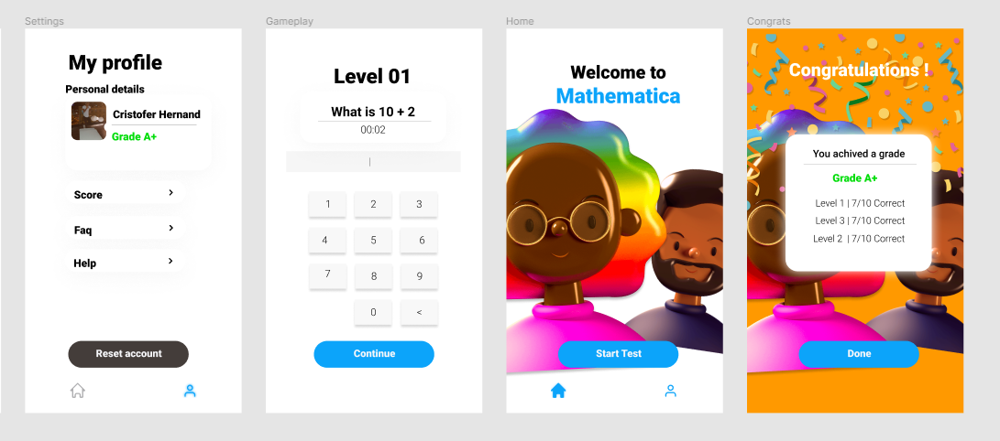 Settings
My profile
Personal details
Cristofer Hernand
Grade A+
Score
Faq
Help
Reset account
Gameplay
Level 01
What is 10 + 2
00:02
|
1 2 3
4 5 6
7 8 9
0 <
Continue
Home
Welcome to
Mathematica
Start Test
Congrats
Congratulations !
You achived a grade
Grade A+
Level 1 | 7/10 Correct
Level 3 | 7/10 Correct
Level 2 | 7/10 Correct
Done